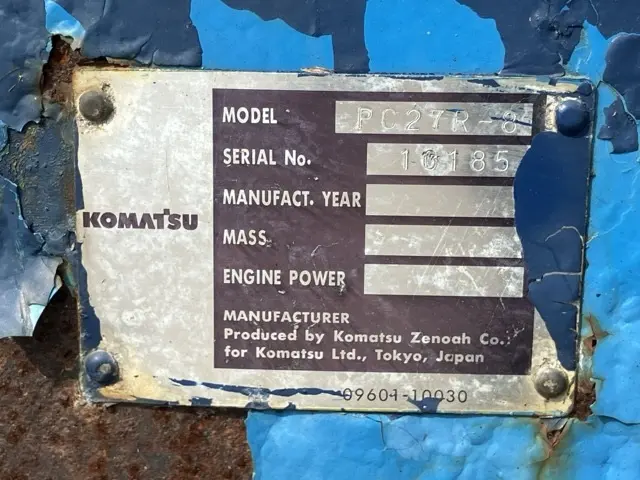 KOMATSU
MODEL PC27R-8
SERIAL No. 10185
MANUFACT. YEAR
MASS
ENGINE POWER
MANUFACTURER
Produced by Komatsu Zenoah Co.,
for Komatsu Ltd., Tokyo, Japan
09601-10030